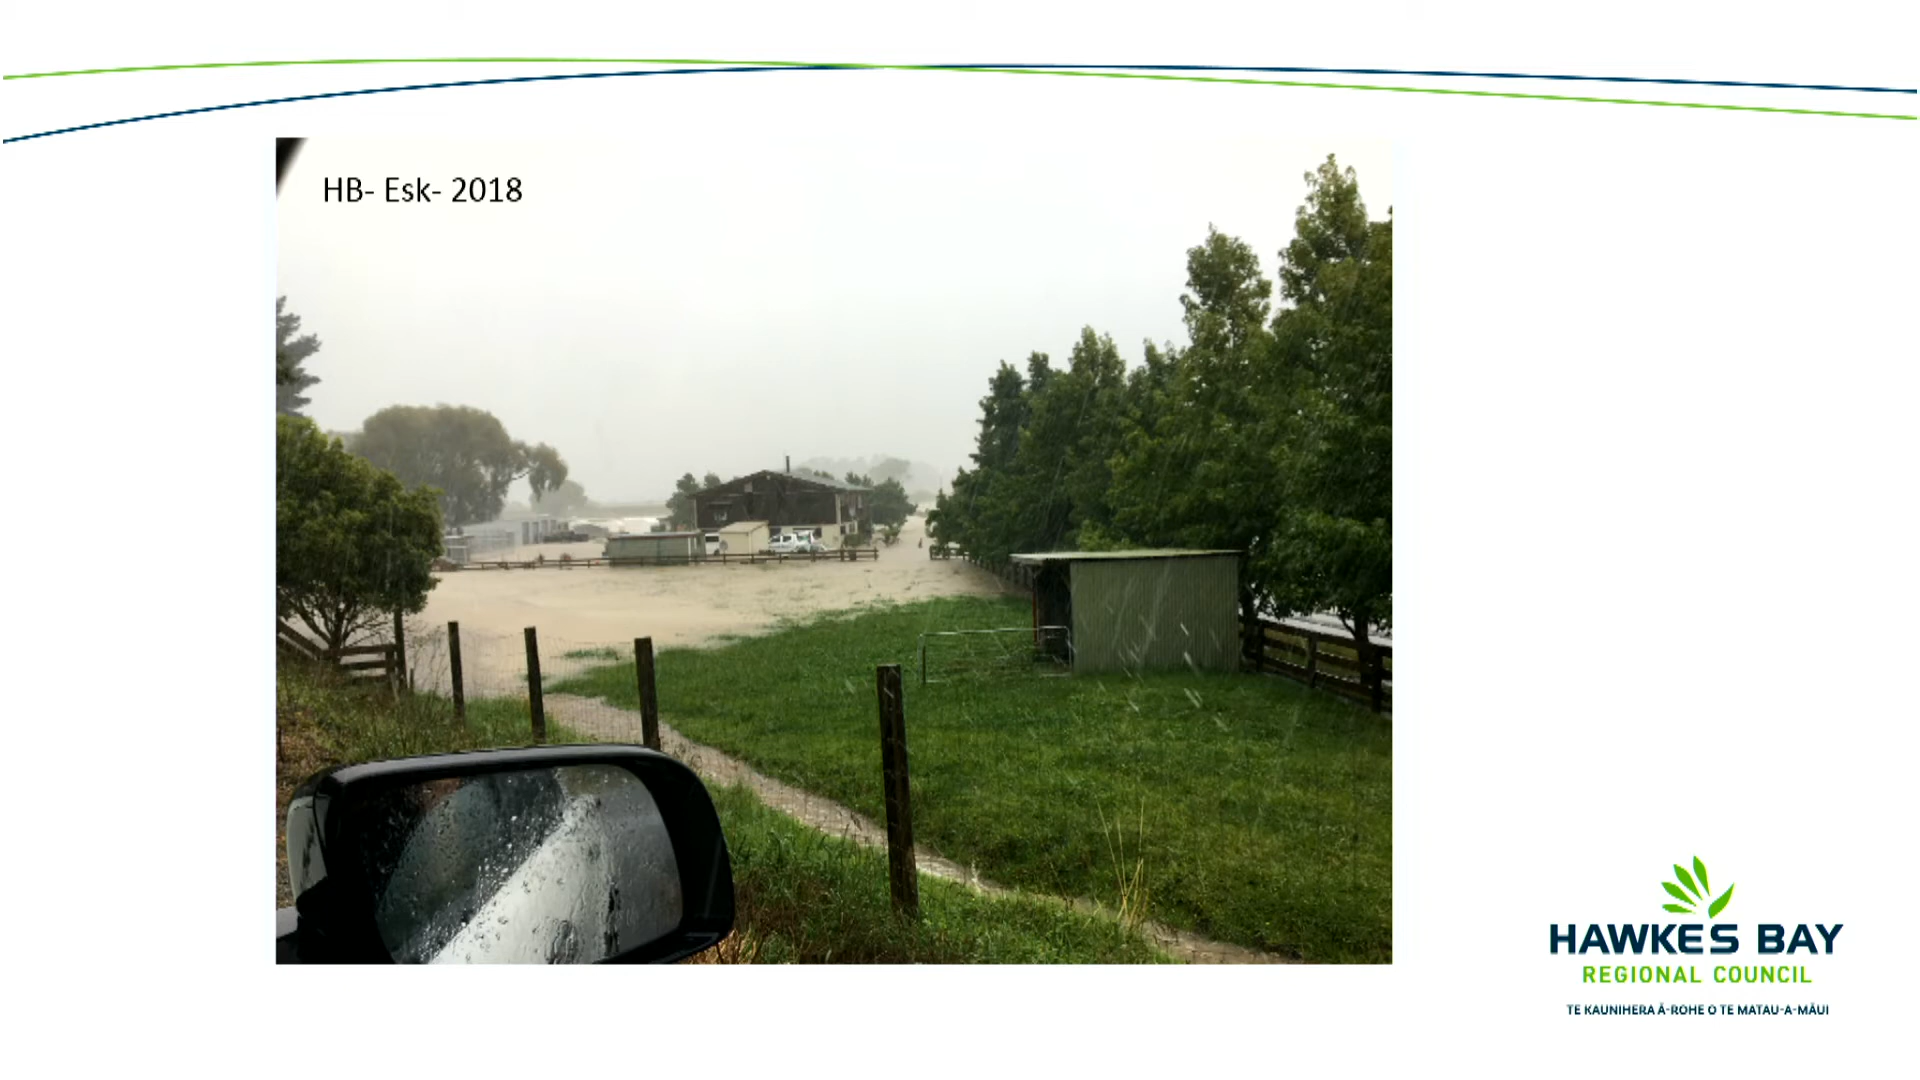 HB- Esk- 2018
HAWKES BAY
REGIONAL COUNCIL
TE KAUNIHERA Ā-ROHE O TE MATAU-A-MĀUI